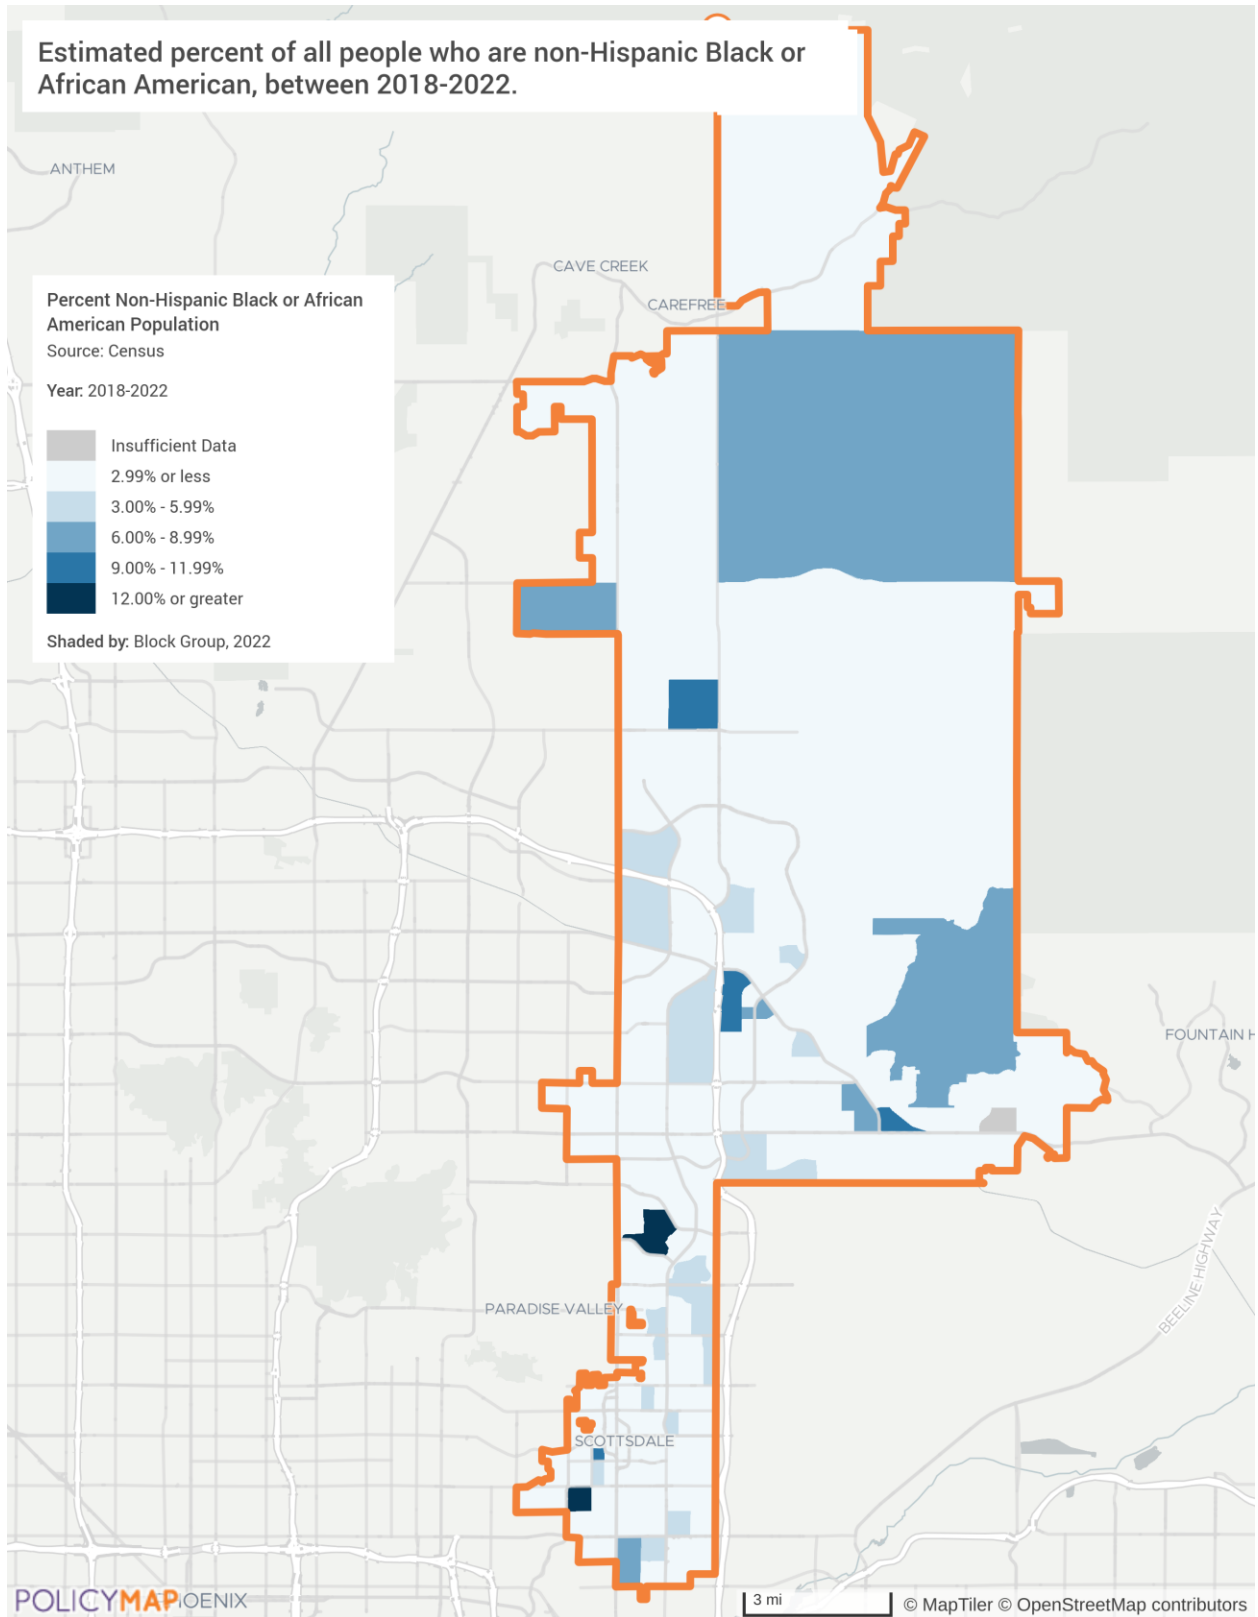 Estimated percent of all people who are non-Hispanic Black or
African American, between 2018-2022.
ANTHEM
CAVE CREEK
CAREFREE
Percent Non-Hispanic Black or African
American Population
Source: Census
Year: 2018-2022
Insufficient Data
2.99% or less
3.00% - 5.99%
6.00% - 8.99%
9.00% - 11.99%
12.00% or greater
Shaded by: Block Group, 2022
FOUNTAIN H
BEELINE HIGHWAY
PARADISE VALLEY
SCOTTSDALE
POLICYMAP
OENIX
3 mi
© MapTiler © OpenStreetMap contributors